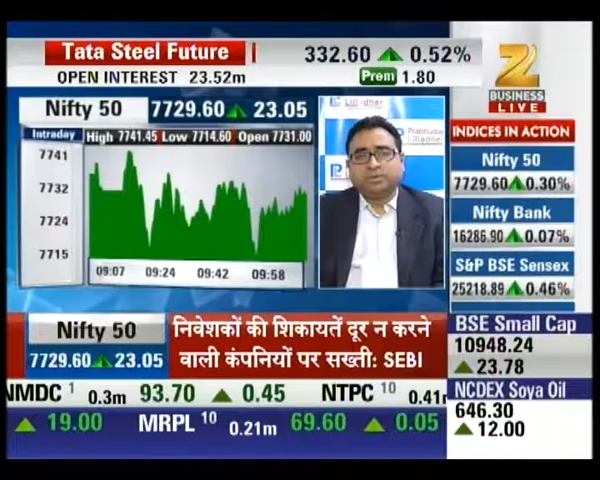 Tata Steel Future
332.60 0.52%
OPEN INTEREST 23.52m
Prem 1.80
Z
BUSINESS
LIVE
Nifty 50 7729.60 23.05
Intraday High 7741.45 Low 7714.60 Open 7731.00
7741
7732
7724
7715
09:07 09:24 09:42 09:58
Prabhudas
Lilladher
INDICES IN ACTION
Nifty 50
7729.60 0.30%
Nifty Bank
16286.90 0.07%
S&P BSE Sensex
25218.89 0.46%
Nifty 50
7729.60 23.05
निवेशकों की शिकायतें दूर न करने
वाली कंपनियों पर सख्ती: SEBI
BSE Small Cap
10948.24
23.78
NCDEX Soya Oil
646.30
12.00
NMDC 1 0.3m 93.70 0.45 NTPC 10 0.41
19.00 MRPL 10 0.21m 69.60 0.05